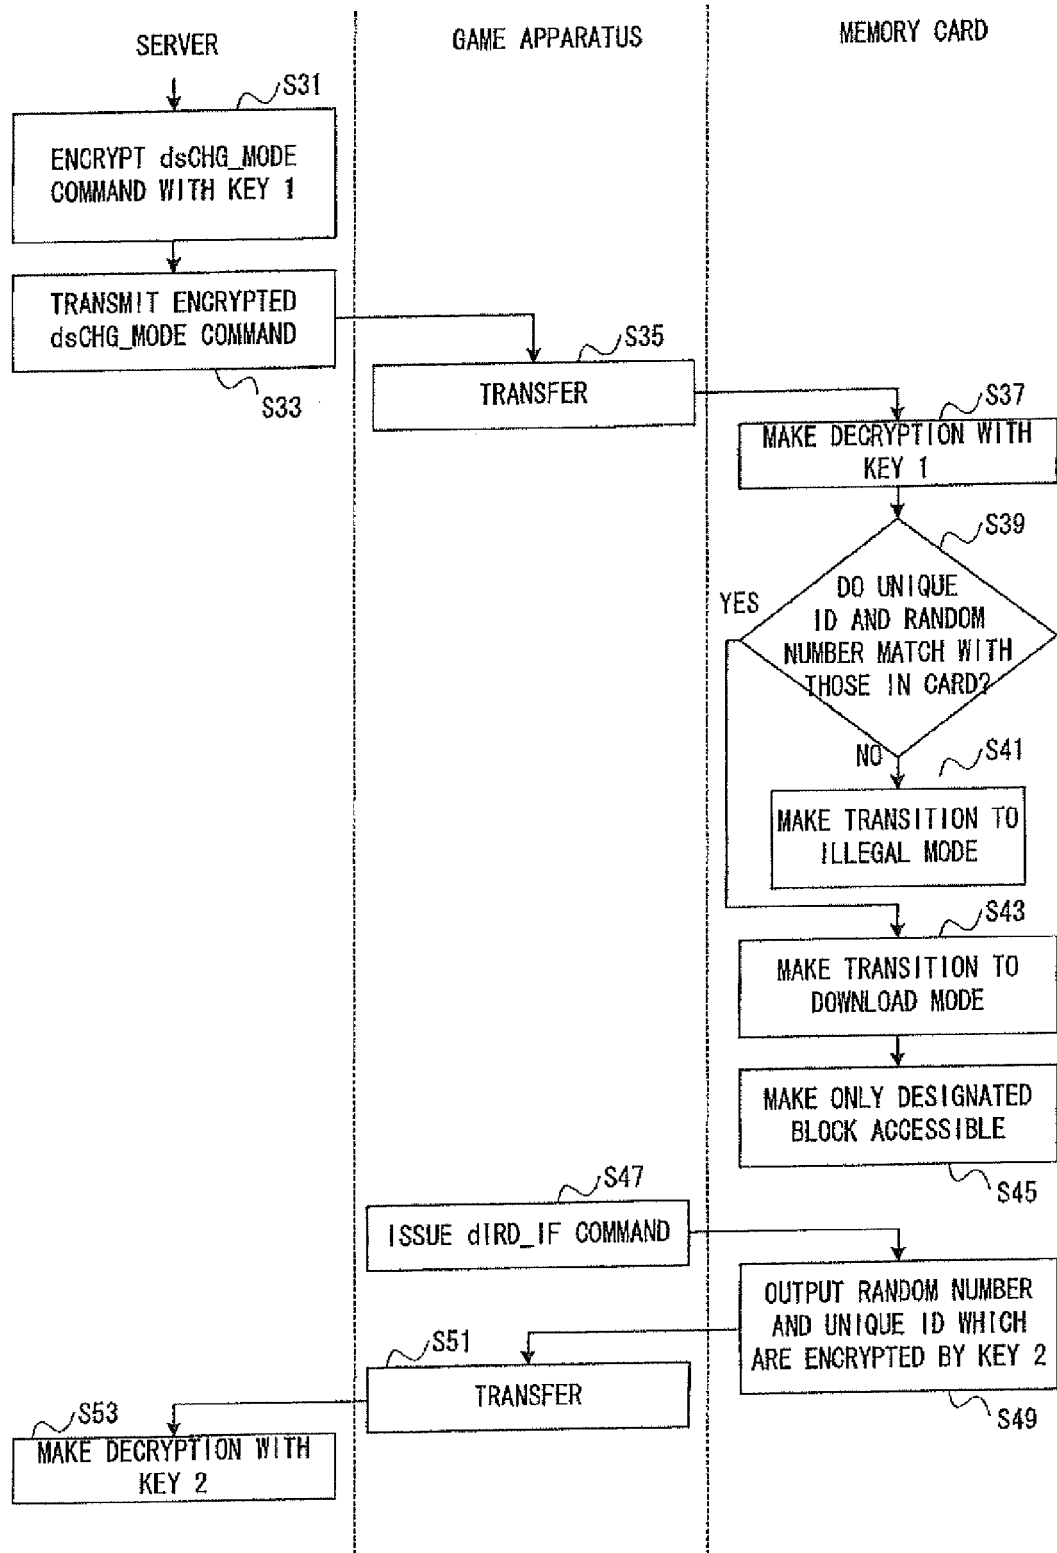 SERVER
GAME APPARATUS
MEMORY CARD
S31
ENCRYPT dsCHG_MODE
COMMAND WITH KEY 1
TRANSMIT ENCRYPTED
dsCHG_MODE COMMAND
S33
S35
TRANSFER
S37
MAKE DECRYPTION WITH
KEY 1
S39
DO UNIQUE
ID AND RANDOM
NUMBER MATCH WITH
THOSE IN CARD?
YES
NO
S41
MAKE TRANSITION TO
ILLEGAL MODE
S43
MAKE TRANSITION TO
DOWNLOAD MODE
MAKE ONLY DESIGNATED
BLOCK ACCESSIBLE
S45
S47
ISSUE dIRD_IF COMMAND
OUTPUT RANDOM NUMBER
AND UNIQUE ID WHICH
ARE ENCRYPTED BY KEY 2
S49
S51
TRANSFER
S53
MAKE DECRYPTION WITH
KEY 2